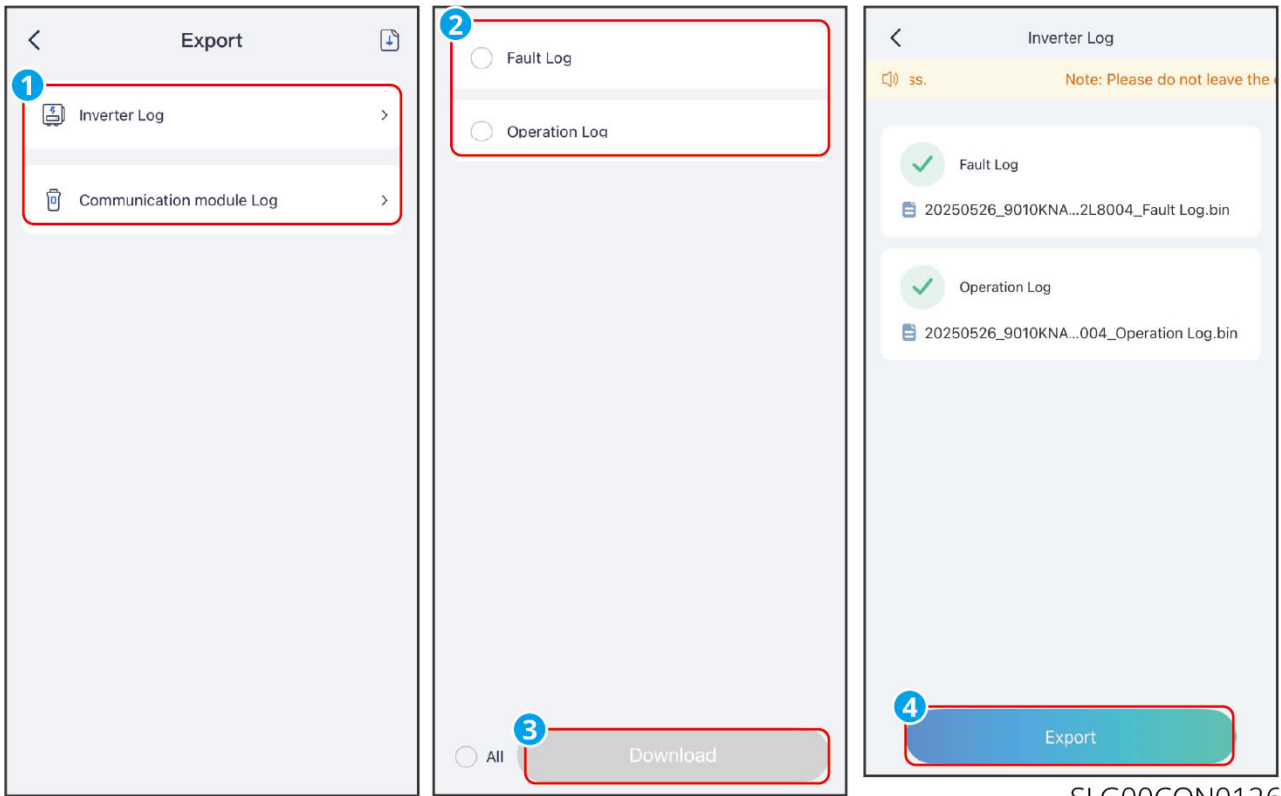 Export
1
Inverter Log
Communication module Log
2
Fault Log
Operation Log
3
All
Download
Inverter Log
ss. Note: Please do not leave the
Fault Log
20250526_9010KNA...2L8004_Fault Log.bin
Operation Log
20250526_9010KNA...004_Operation Log.bin
4
Export